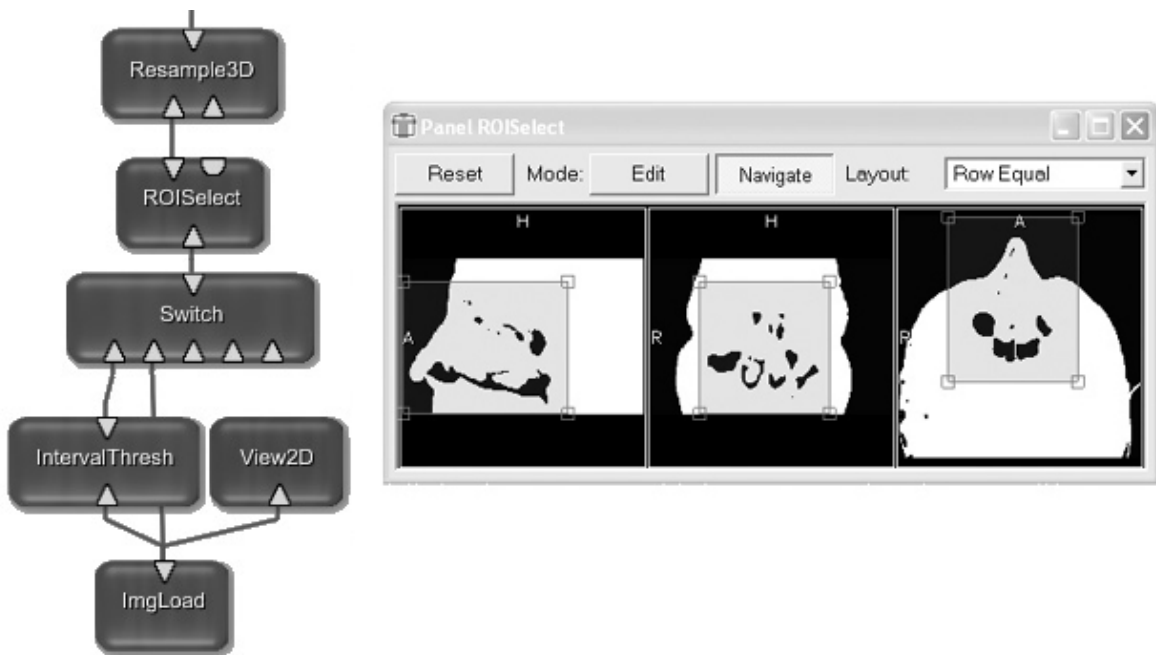 Resample3D
ROISelect
Switch
IntervalThresh
View2D
ImgLoad
Panel ROISelect
Reset Mode: Edit Navigate Layout: Row Equal
H H A
A R R